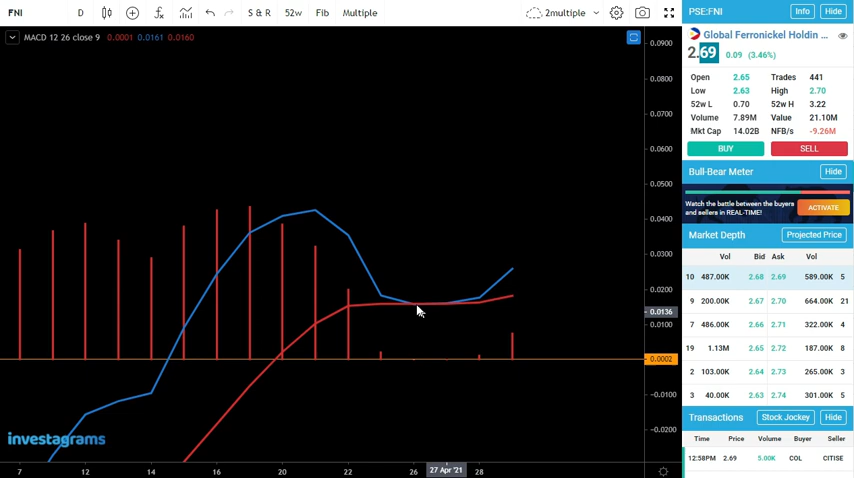 FNI D S & R 52w Fib Multiple 2multiple
MACD 12 26 close 9 0.0001 0.0161 0.0160
0.0900
0.0800
0.0700
0.0600
0.0500
0.0400
0.0300
0.0200
0.0136
0.0100
0.0002
−0.0100
−0.0200
investagrams
7 12 14 16 20 22 26 27 Apr '21 28
PSE:FNI Info Hide
Global Ferronickel Holdin ...
2.69 0.09 (3.46%)
Open 2.65 Trades 441
Low 2.63 High 2.70
52w L 0.70 52w H 3.22
Volume 7.89M Value 21.10M
Mkt Cap 14.02B NFB/s -9.26M
BUY SELL
Bull-Bear Meter Hide
Watch the battle between the buyers
and sellers in REAL-TIME! ACTIVATE
Market Depth Projected Price
Vol Bid Ask Vol
10 487.00K 2.68 2.69 589.00K 5
9 200.00K 2.67 2.70 664.00K 21
7 486.00K 2.66 2.71 322.00K 4
19 1.13M 2.65 2.72 187.00K 8
2 103.00K 2.64 2.73 265.00K 3
3 40.00K 2.63 2.74 301.00K 5
Transactions Stock Jockey Hide
Time Price Volume Buyer Seller
12:58PM 2.69 5.00K COL CITISE